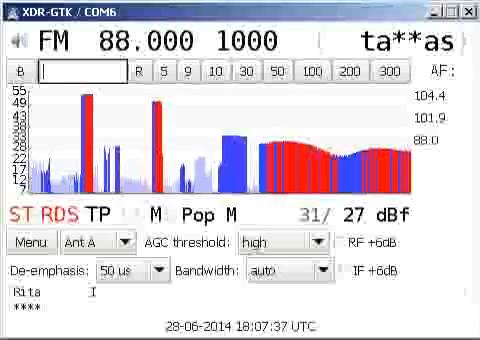 XDR-GTK / COM6
FM 88.000 1000 ( ta**as)
B R 5 9 10 30 50 100 200 300 AF:
55
49
43
38
33
28
22
17
12
7
104.4
101.9
88.0
ST RDS TP M Pop M 31/ 27 dBf
Menu Ant A AGC threshold: high RF +6dB
De-emphasis: 50 us Bandwidth: auto IF +6dB
Rita I
****
28-06-2014 18:07:37 UTC